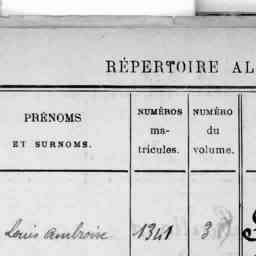 RÉPERTOIRE AL
PRÉNOMS
ET SURNOMS.
NUMÉROS
ma-
tricules.
NUMÉRO
du
volume.
Louis Ambroise 1341 3